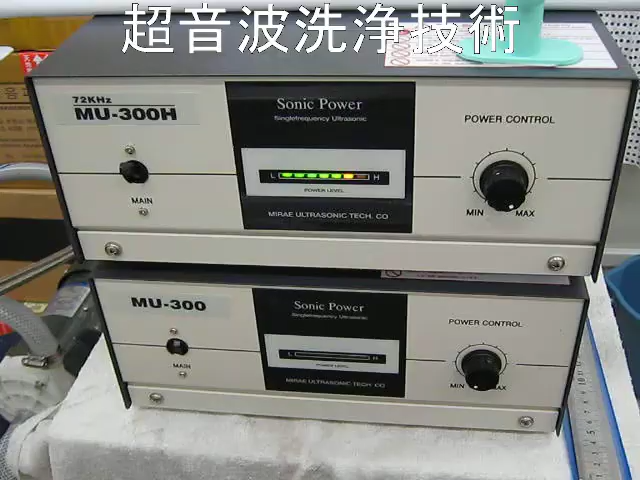 超音波洗浄技術
72KHz
MU-300H
Sonic Power
Singlefrequency Ultrasonic
POWER CONTROL
L
H
POWER LEVEL
MAIN
MIN
MAX
MIRAE ULTRASONIC TECH. CO
MU-300
Sonic Power
Singlefrequency Ultrasonic
POWER CONTROL
L
H
POWER LEVEL
MAIN
MIN
MAX
MIRAE ULTRASONIC TECH. CO